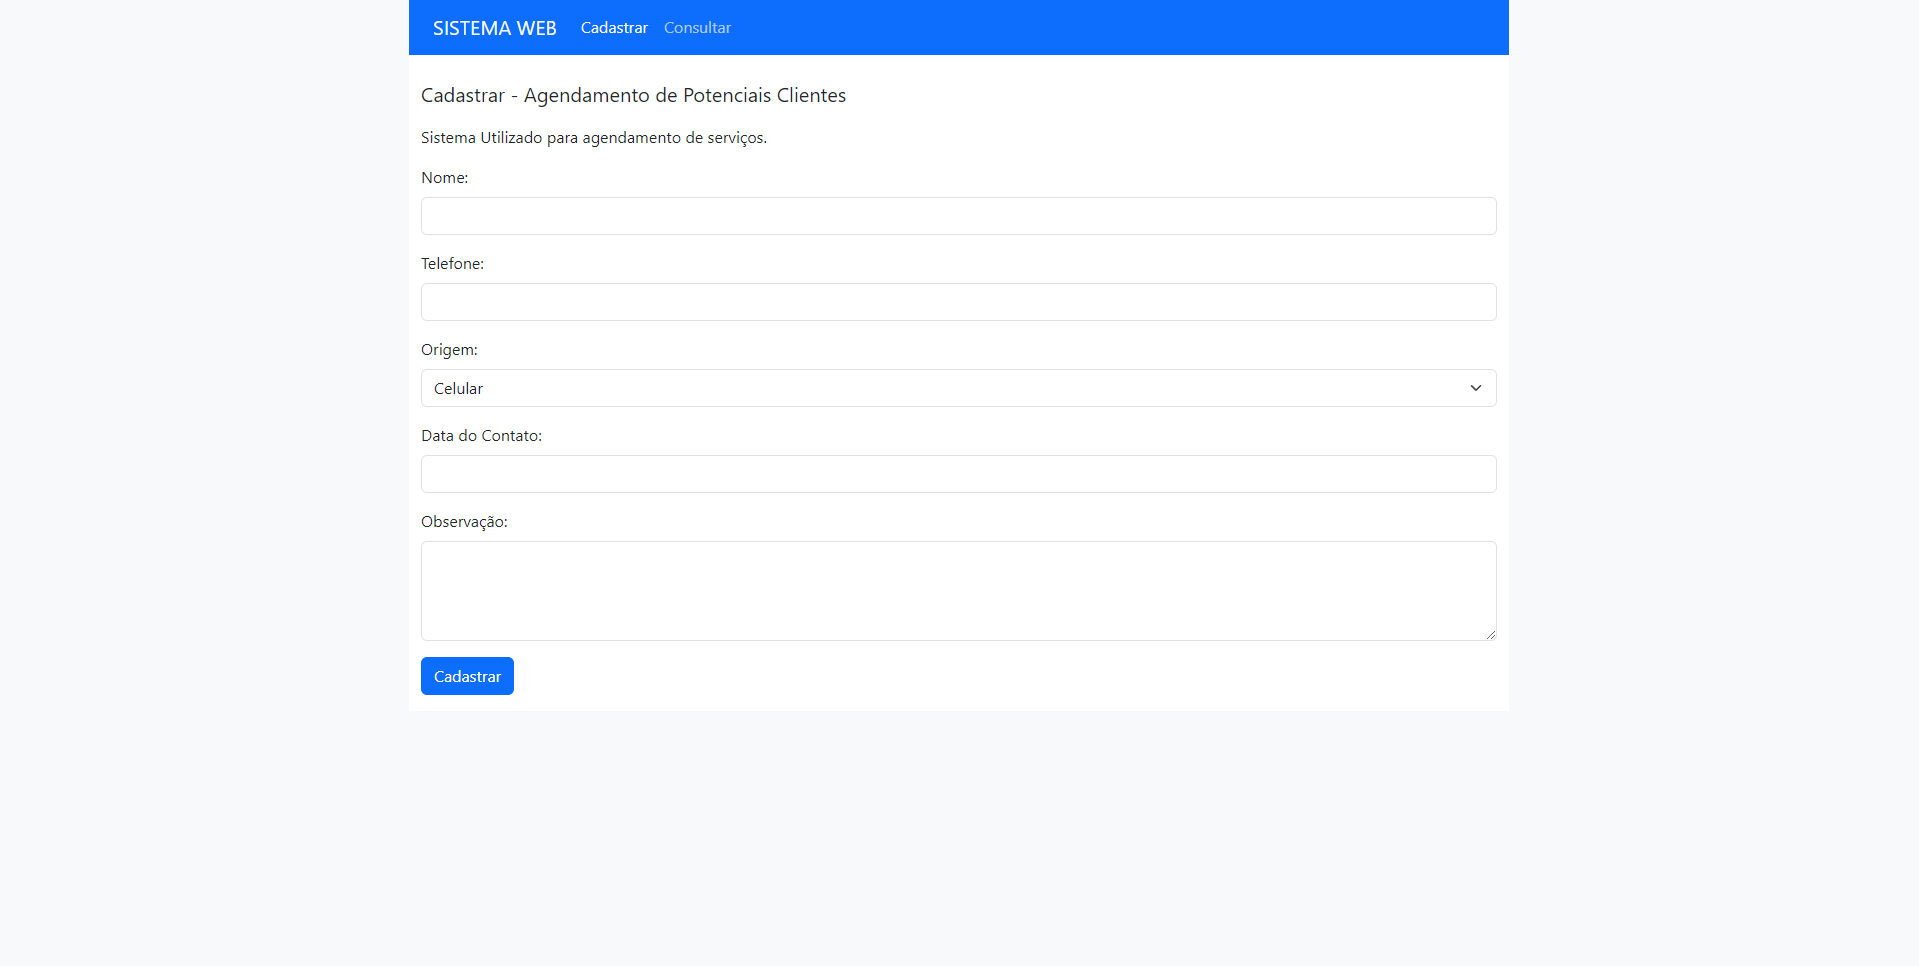 SISTEMA WEB Cadastrar Consultar
Cadastrar - Agendamento de Potenciais Clientes
Sistema Utilizado para agendamento de serviços.
Nome:
Telefone:
Origem:
Celular
Data do Contato:
Observação:
Cadastrar